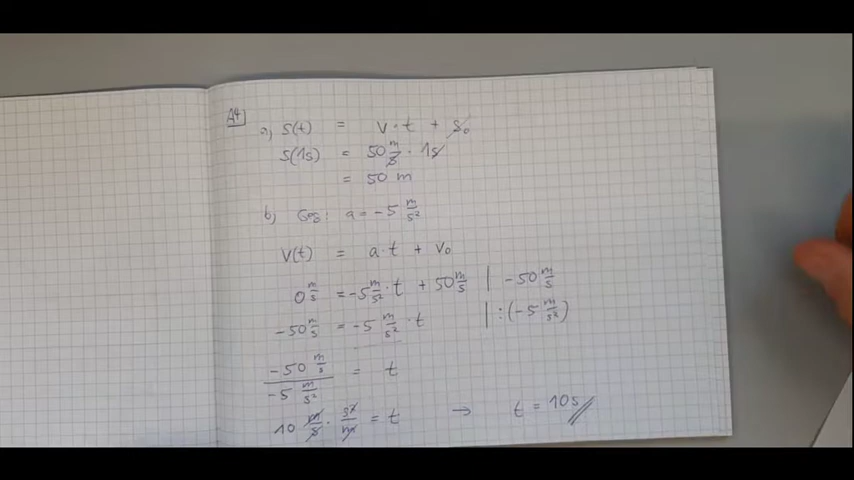 A4
a) s(t) = v · t + s₀
s(1s) = 50 m/s · 1s
= 50 m
b) Geg: a = -5 m/s²
v(t) = a · t + v₀
0 m/s = -5 m/s² · t + 50 m/s | -50 m/s
-50 m/s = -5 m/s² · t | :(-5 m/s²)
-50 m/s / -5 m/s² = t
10 m/s · s²/m = t → t = 10s